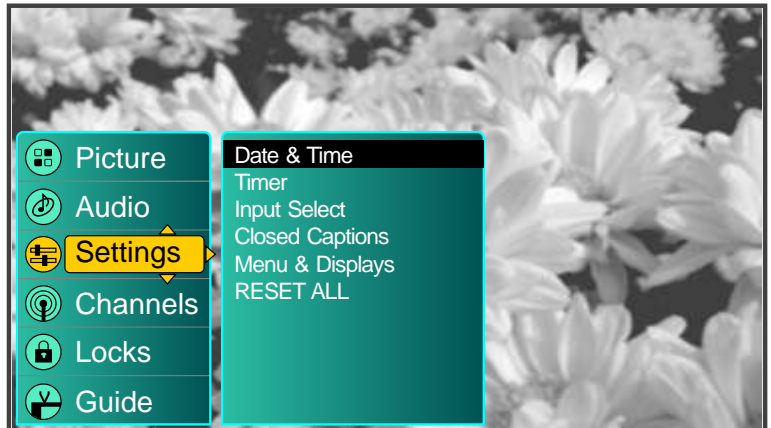 Picture
Audio
Settings
Channels
Locks
Guide
Date & Time
Timer
Input Select
Closed Captions
Menu & Displays
RESET ALL